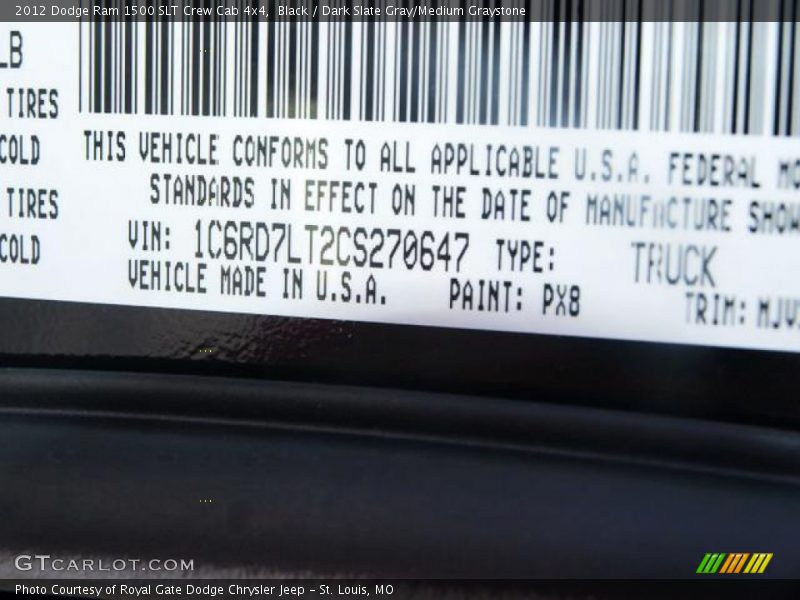 2012 Dodge Ram 1500 SLT Crew Cab 4x4, Black / Dark Slate Gray/Medium Graystone
LB
TIRES
COLD
TIRES
COLD
THIS VEHICLE CONFORMS TO ALL APPLICABLE U.S.A. FEDERAL MO
STANDARDS IN EFFECT ON THE DATE OF MANUFACTURE SHOW
VIN: 1C6RD7LT2CS270647 TYPE: TRUCK
VEHICLE MADE IN U.S.A. PAINT: PX8 TRIM: MJV
GTCARLOT.COM
Photo Courtesy of Royal Gate Dodge Chrysler Jeep - St. Louis, MO